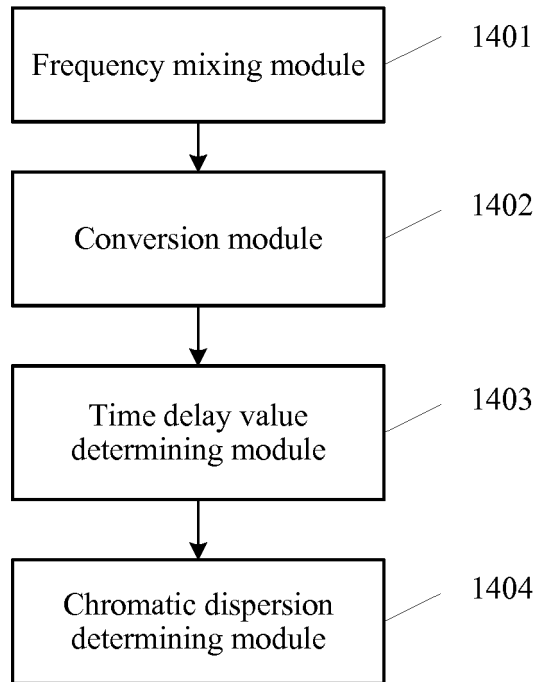 Frequency mixing module
1401
Conversion module
1402
Time delay value
determining module
1403
Chromatic dispersion
determining module
1404